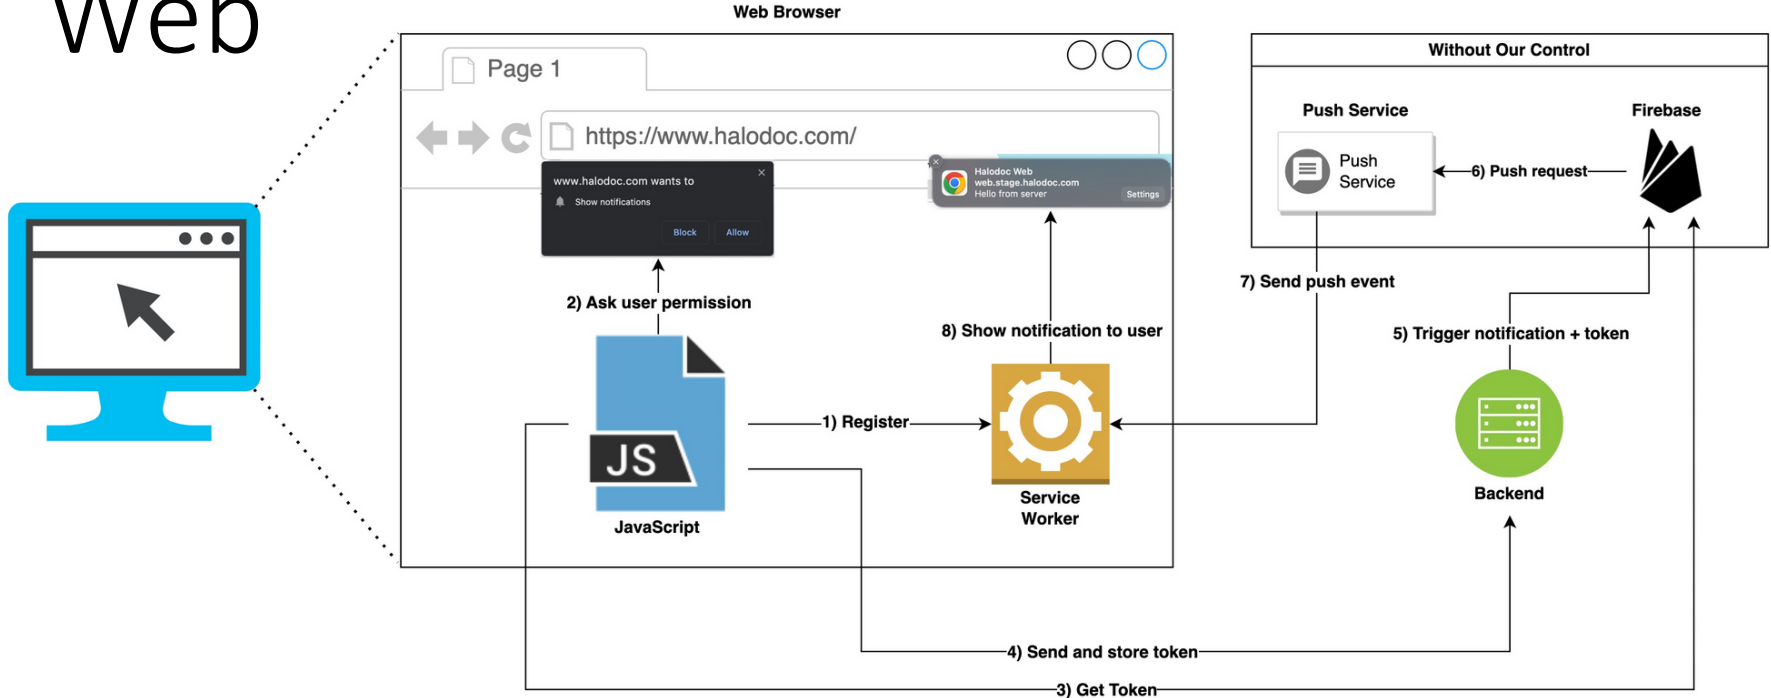 Web
Web Browser
Page 1
https://www.halodoc.com/
www.halodoc.com wants to
Show notifications
Block
Allow
Halodoc Web
web.stage.halodoc.com
Hello from server
Settings
2) Ask user permission
8) Show notification to user
JS
JavaScript
1) Register
Service
Worker
Without Our Control
Push Service
Firebase
Push
Service
6) Push request
7) Send push event
5) Trigger notification + token
Backend
4) Send and store token
3) Get Token